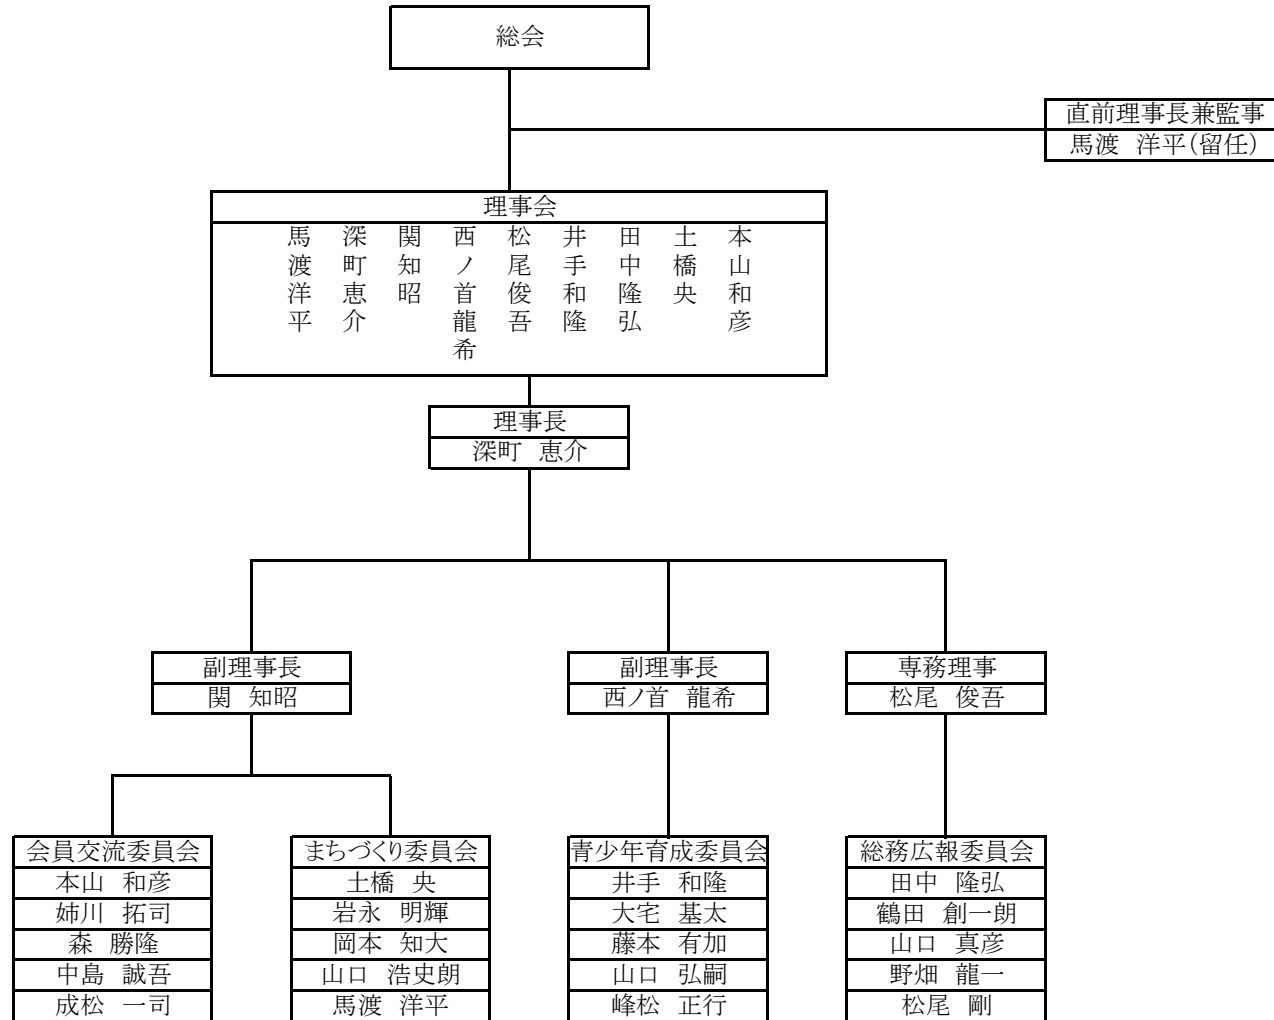 総会
直前理事長兼監事
馬渡 洋平(留任)
理事会
馬渡洋平
深町恵介
関知昭
西ノ首龍希
松尾俊吾
井手和隆
田中隆弘
土橋央
本山和彦
理事長
深町 恵介
副理事長
関 知昭
副理事長
西ノ首 龍希
専務理事
松尾 俊吾
会員交流委員会
本山 和彦
姉川 拓司
森 勝隆
中島 誠吾
成松 一司
まちづくり委員会
土橋 央
岩永 明輝
岡本 知大
山口 浩史朗
馬渡 洋平
青少年育成委員会
井手 和隆
大宅 基太
藤本 有加
山口 弘嗣
峰松 正行
総務広報委員会
田中 隆弘
鶴田 創一朗
山口 真彦
野畑 龍一
松尾 剛